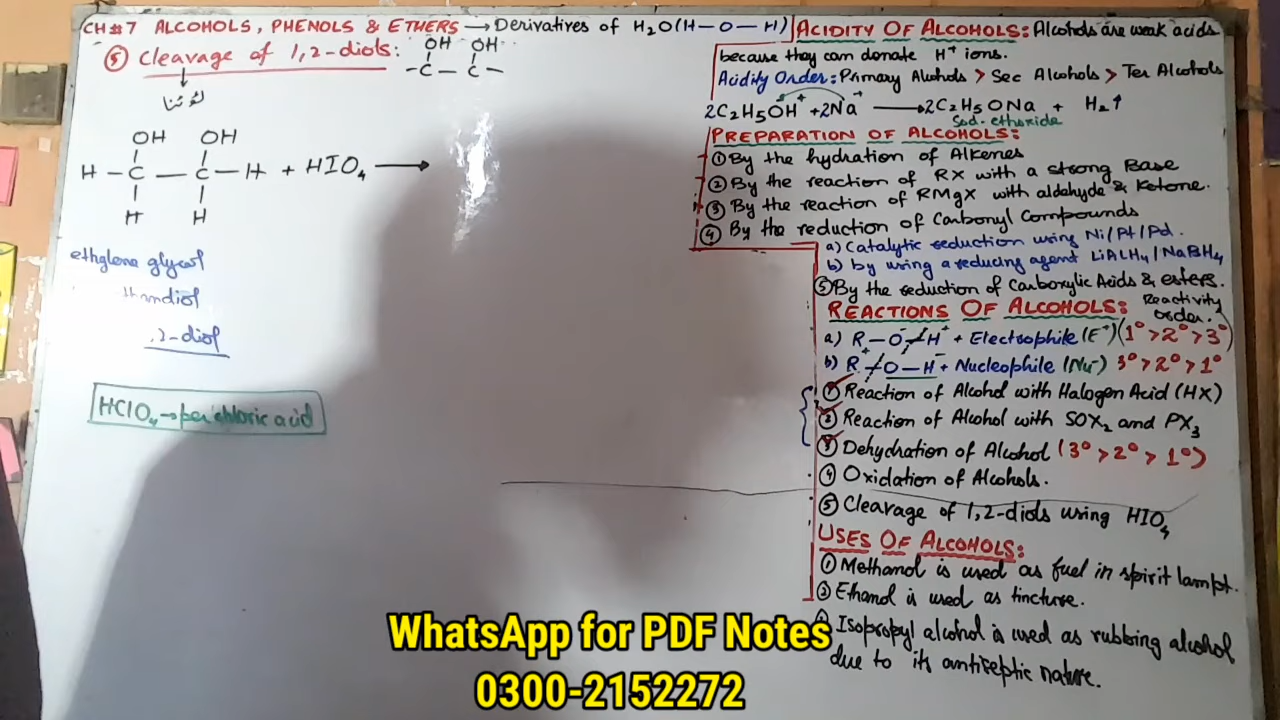 CH#7 ALCOHOLS, PHENOLS & ETHERS → Derivatives of H₂O(H—O—H)
⑤ Cleavage of 1,2-diols:
OH OH
-C — C-
OH OH
H – C — C — H + HIO₄ →
H H
ethylene glycol
diol
2-diol
HClO₄ → perchloric acid
ACIDITY OF ALCOHOLS: Alcohols are weak acids
because they can donate H⁺ ions.
Acidity Order: Primary Alcohols > Sec Alcohols > Ter Alcohols
2C₂H₅OH⁺ + 2Na → 2C₂H₅ONa + H₂↑
Sod. ethoxide
PREPARATION OF ALCOHOLS:
① By the hydration of Alkenes
② By the reaction of RX with a strong Base
③ By the reaction of RMgX with aldehyde & Ketone.
④ By the reduction of Carbonyl Compounds
a) Catalytic reduction using Ni/Pt/Pd.
b) by using a reducing agent LiAlH₄/NaBH₄
⑤ By the reduction of Carboxylic Acids & esters.
REACTIONS OF ALCOHOLS: Reactivity order.
a) R – O⁻ – H⁺ + Electrophile (E⁺) (1° > 2° > 3°)
b) R⁺ – O – H⁻ + Nucleophile (Nu⁻) 3° > 2° > 1°
① Reaction of Alcohol with Halogen Acid (HX)
② Reaction of Alcohol with SOX₂ and PX₃
③ Dehydration of Alcohol (3° > 2° > 1°)
④ Oxidation of Alcohols.
⑤ Cleavage of 1,2-diols using HIO₄
USES OF ALCOHOLS:
① Methanol is used as fuel in spirit lampt.
② Ethanol is used as tincture.
Isopropyl alcohol is used as rubbing alcohol
due to its antiseptic nature.
WhatsApp for PDF Notes
0300-2152272